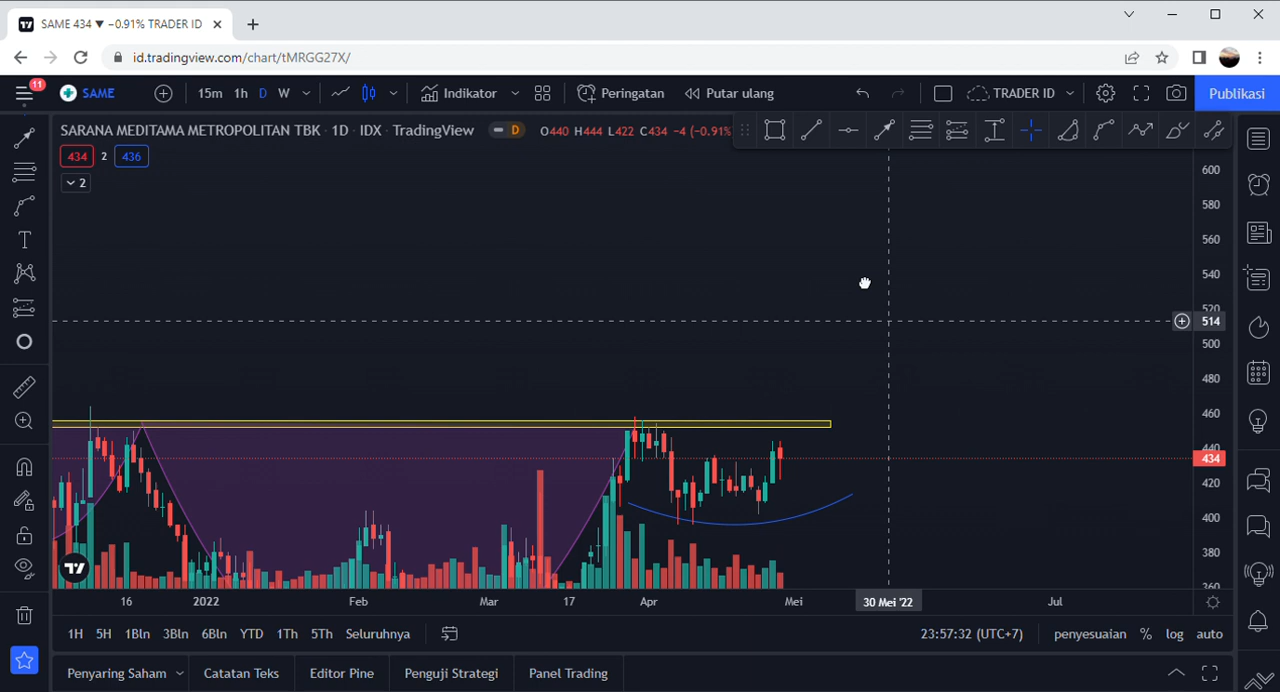 SAME 434 ▼ −0.91% TRADER ID
id.tradingview.com/chart/tMRGG27X/
11
SAME
15m 1h D W
Indikator
Peringatan
Putar ulang
TRADER ID
Publikasi
SARANA MEDITAMA METROPOLITAN TBK • 1D • IDX • TradingView
D
O440 H444 L422 C434 −4 (−0.91%
434 2 436
2
600
580
560
540
520
514
500
480
460
440
434
420
400
380
360
16 2022 Feb Mar 17 Apr Mei 30 Mei '22 Jul
1H 5H 1Bln 3Bln 6Bln YTD 1Th 5Th Seluruhnya
23:57:32 (UTC+7)
penyesuaian % log auto
Penyaring Saham
Catatan Teks
Editor Pine
Penguji Strategi
Panel Trading